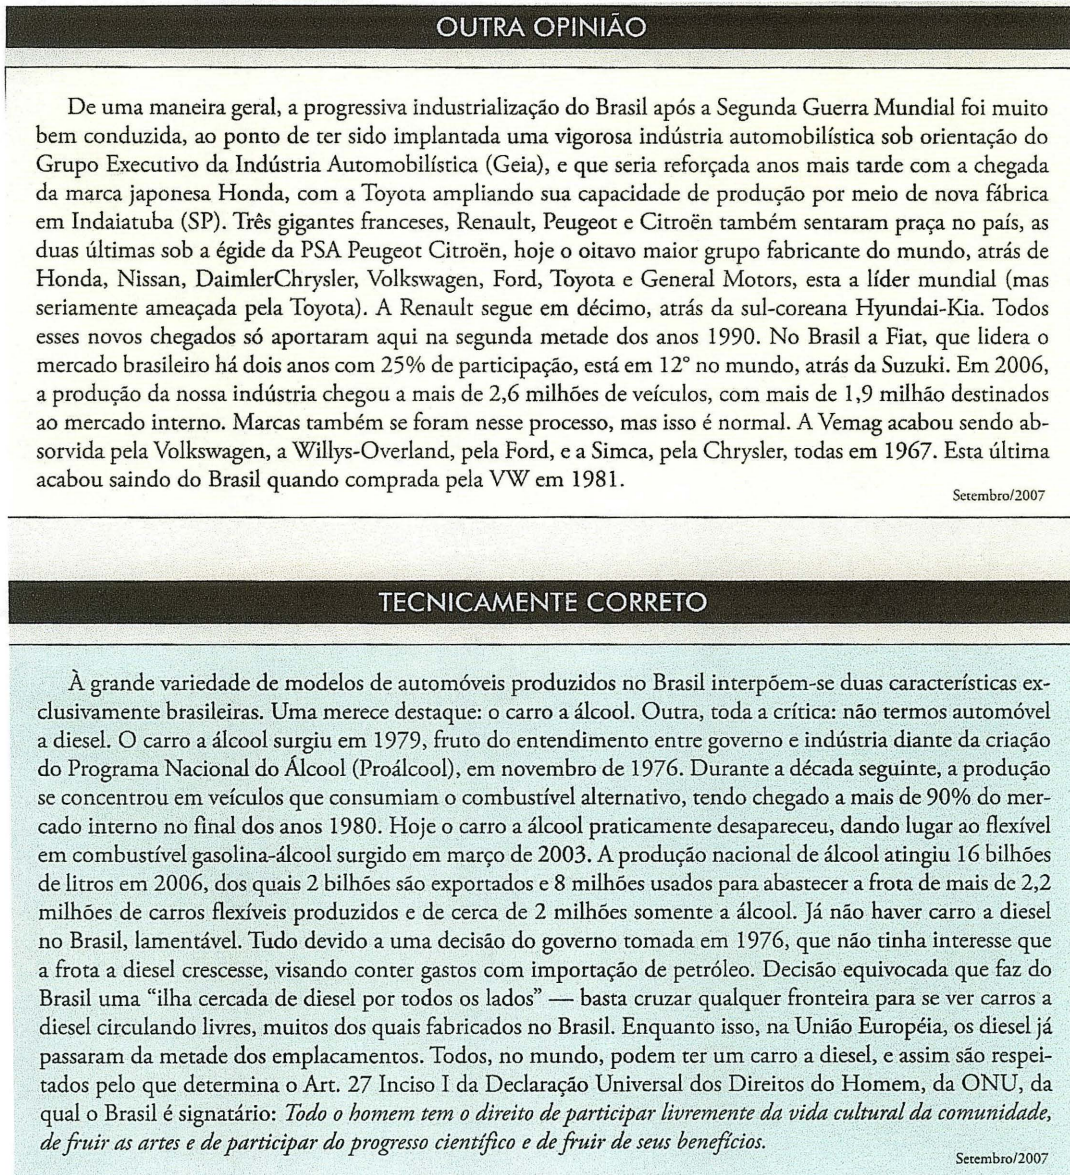 OUTRA OPINIÃO
De uma maneira geral, a progressiva industrialização do Brasil após a Segunda Guerra Mundial foi muito
bem conduzida, ao ponto de ter sido implantada uma vigorosa indústria automobilística sob orientação do
Grupo Executivo da Indústria Automobilística (Geia), e que seria reforçada anos mais tarde com a chegada
da marca japonesa Honda, com a Toyota ampliando sua capacidade de produção por meio de nova fábrica
em Indaiatuba (SP). Três gigantes franceses, Renault, Peugeot e Citroën também sentaram praça no país, as
duas últimas sob a égide da PSA Peugeot Citroën, hoje o oitavo maior grupo fabricante do mundo, atrás de
Honda, Nissan, DaimlerChrysler, Volkswagen, Ford, Toyota e General Motors, esta a líder mundial (mas
seriamente ameaçada pela Toyota). A Renault segue em décimo, atrás da sul-coreana Hyundai-Kia. Todos
esses novos chegados só aportaram aqui na segunda metade dos anos 1990. No Brasil a Fiat, que lidera o
mercado brasileiro há dois anos com 25% de participação, está em 12º no mundo, atrás da Suzuki. Em 2006,
a produção da nossa indústria chegou a mais de 2,6 milhões de veículos, com mais de 1,9 milhão destinados
ao mercado interno. Marcas também se foram nesse processo, mas isso é normal. A Vemag acabou sendo ab-
sorvida pela Volkswagen, a Willys-Overland, pela Ford, e a Simca, pela Chrysler, todas em 1967. Esta última
acabou saindo do Brasil quando comprada pela VW em 1981.
Setembro/2007
TECNICAMENTE CORRETO
À grande variedade de modelos de automóveis produzidos no Brasil interpõem-se duas características ex-
clusivamente brasileiras. Uma merece destaque: o carro a álcool. Outra, toda a crítica: não termos automóvel
a diesel. O carro a álcool surgiu em 1979, fruto do entendimento entre governo e indústria diante da criação
do Programa Nacional do Álcool (Proálcool), em novembro de 1976. Durante a década seguinte, a produção
se concentrou em veículos que consumiam o combustível alternativo, tendo chegado a mais de 90% do mer-
cado interno no final dos anos 1980. Hoje o carro a álcool praticamente desapareceu, dando lugar ao flexível
em combustível gasolina-álcool surgido em março de 2003. A produção nacional de álcool atingiu 16 bilhões
de litros em 2006, dos quais 2 bilhões são exportados e 8 milhões usados para abastecer a frota de mais de 2,2
milhões de carros flexíveis produzidos e de cerca de 2 milhões somente a álcool. Já não haver carro a diesel
no Brasil, lamentável. Tudo devido a uma decisão do governo tomada em 1976, que não tinha interesse que
a frota a diesel crescesse, visando conter gastos com importação de petróleo. Decisão equivocada que faz do
Brasil uma “ilha cercada de diesel por todos os lados” — basta cruzar qualquer fronteira para se ver carros a
diesel circulando livres, muitos dos quais fabricados no Brasil. Enquanto isso, na União Européia, os diesel já
passaram da metade dos emplacamentos. Todos, no mundo, podem ter um carro a diesel, e assim são respei-
tados pelo que determina o Art. 27 Inciso I da Declaração Universal dos Direitos do Homem, da ONU, da
qual o Brasil é signatário: Todo o homem tem o direito de participar livremente da vida cultural da comunidade,
de fruir as artes e de participar do progresso científico e de fruir de seus benefícios.
Setembro/2007